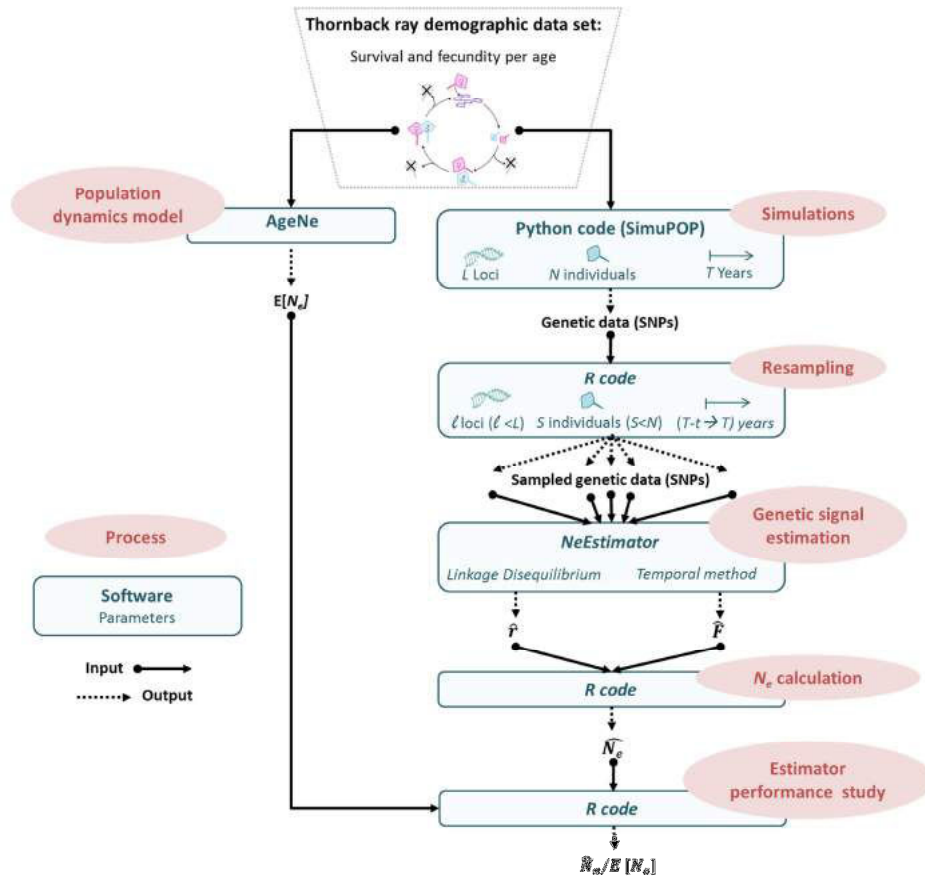 Thornback ray demographic data set:
Survival and fecundity per age
Population
dynamics model
AgeNe
E[Ne]
Simulations
Python code (SimuPOP)
L Loci
N individuals
T Years
Genetic data (SNPs)
Resampling
R code
ℓ loci (ℓ <L)
S individuals (S<N)
(T-t → T) years
Sampled genetic data (SNPs)
Genetic signal
estimation
NeEstimator
Linkage Disequilibrium
Temporal method
r̂
F̂
Ne calculation
R code
N̂e
Estimator
performance study
R code
N̂e/E [Ne]
Process
Software
Parameters
Input
Output